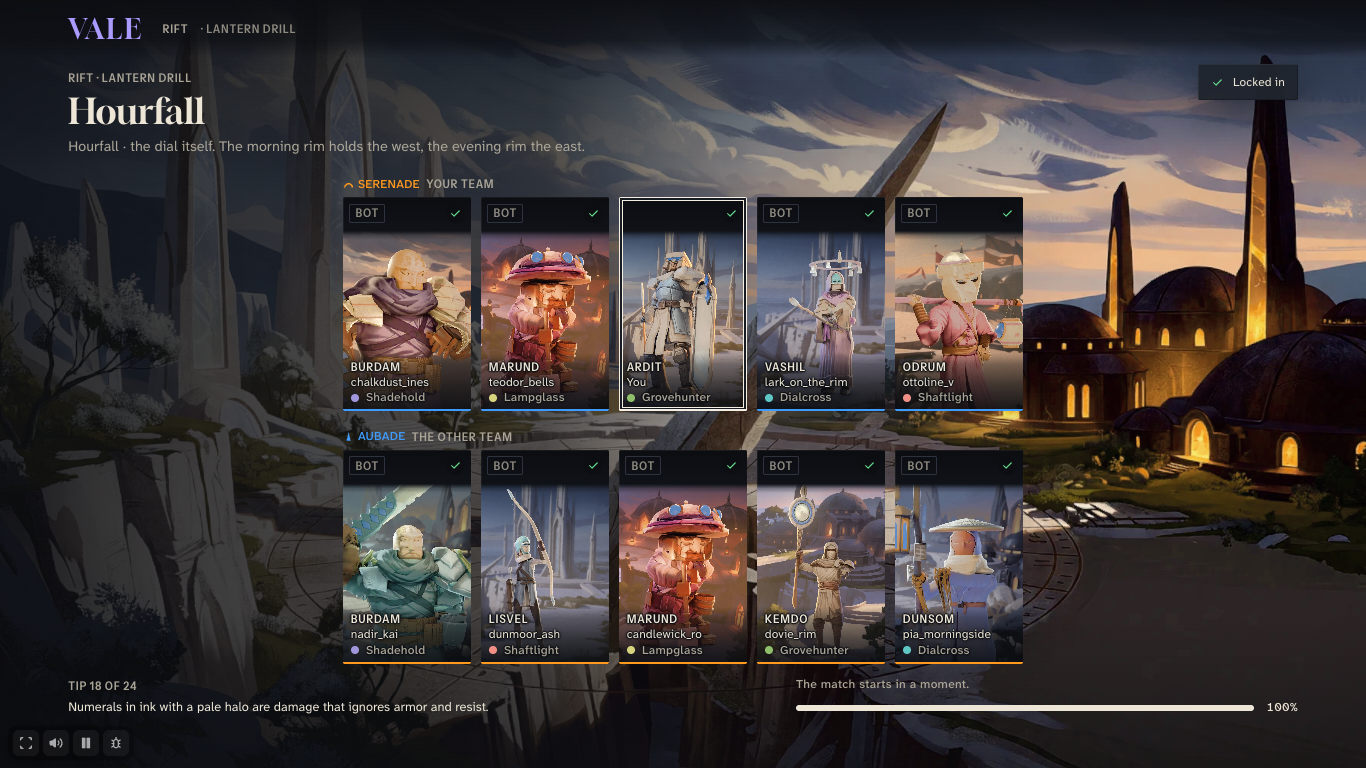 VALE RIFT · LANTERN DRILL
Locked in
RIFT · LANTERN DRILL
Hourfall
Hourfall · the dial itself. The morning rim holds the west, the evening rim the east.
SERENADE YOUR TEAM
BOT BOT BOT BOT
BURDAM MARUND ARDIT VASHIL ODRUM
chalkdust_ines teodor_bells You lark_on_the_rim ottoline_v
Shadehold Lampglass Grovehunter Dialcross Shaftlight
AUBADE THE OTHER TEAM
BOT BOT BOT BOT BOT
BURDAM LISVEL MARUND KEMDO DUNSOM
nadir_kai dunmoor_ash candlewick_ro dovie_rim pia_morningside
Shadehold Shaftlight Lampglass Grovehunter Dialcross
TIP 18 OF 24
Numerals in ink with a pale halo are damage that ignores armor and resist.
The match starts in a moment.
100%